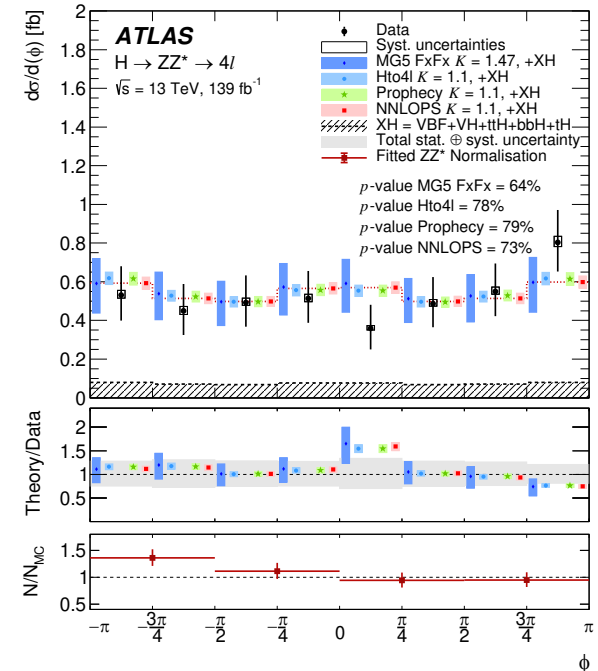 dσ/d(ϕ) [fb]
2
1.8
1.6
1.4
1.2
1
0.8
0.6
0.4
0.2
0
ATLAS
H → ZZ* → 4l
√s = 13 TeV, 139 fb⁻¹
Data
Syst. uncertainties
MG5 FxFx K = 1.47, +XH
Hto4l K = 1.1, +XH
Prophecy K = 1.1, +XH
NNLOPS K = 1.1, +XH
XH = VBF+VH+ttH+bbH+tH
Total stat. ⊕ syst. uncertainty
Fitted ZZ* Normalisation
p-value MG5 FxFx = 64%
p-value Hto4l = 78%
p-value Prophecy = 79%
p-value NNLOPS = 73%
Theory/Data
2
1.5
1
0.5
N/N_MC
1.5
1
0.5
−π −3π/4 −π/2 −π/4 0 π/4 π/2 3π/4 π
ϕ